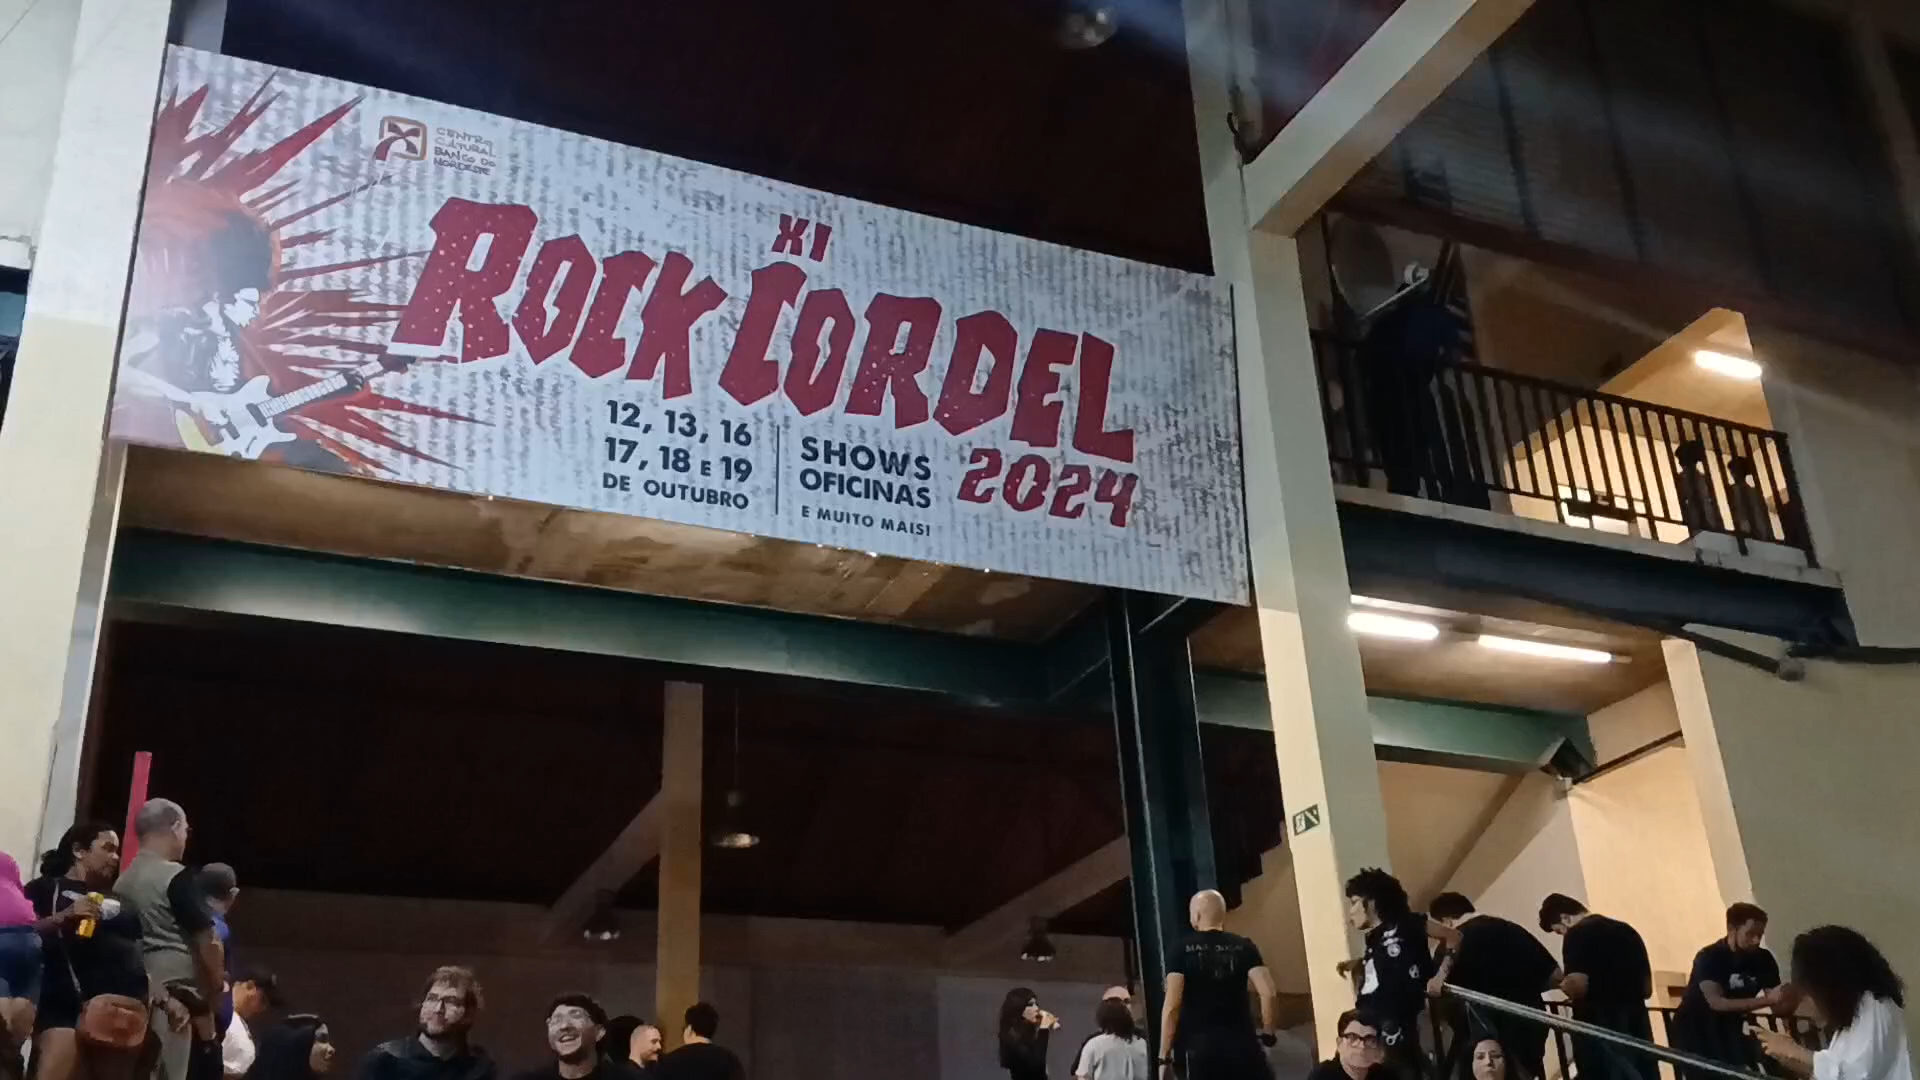 CENTRO
CULTURAL
BANCO DO
NORDESTE
XI
ROCK CORDEL
2024
12, 13, 16
17, 18 E 19
DE OUTUBRO
SHOWS
OFICINAS
E MUITO MAIS!